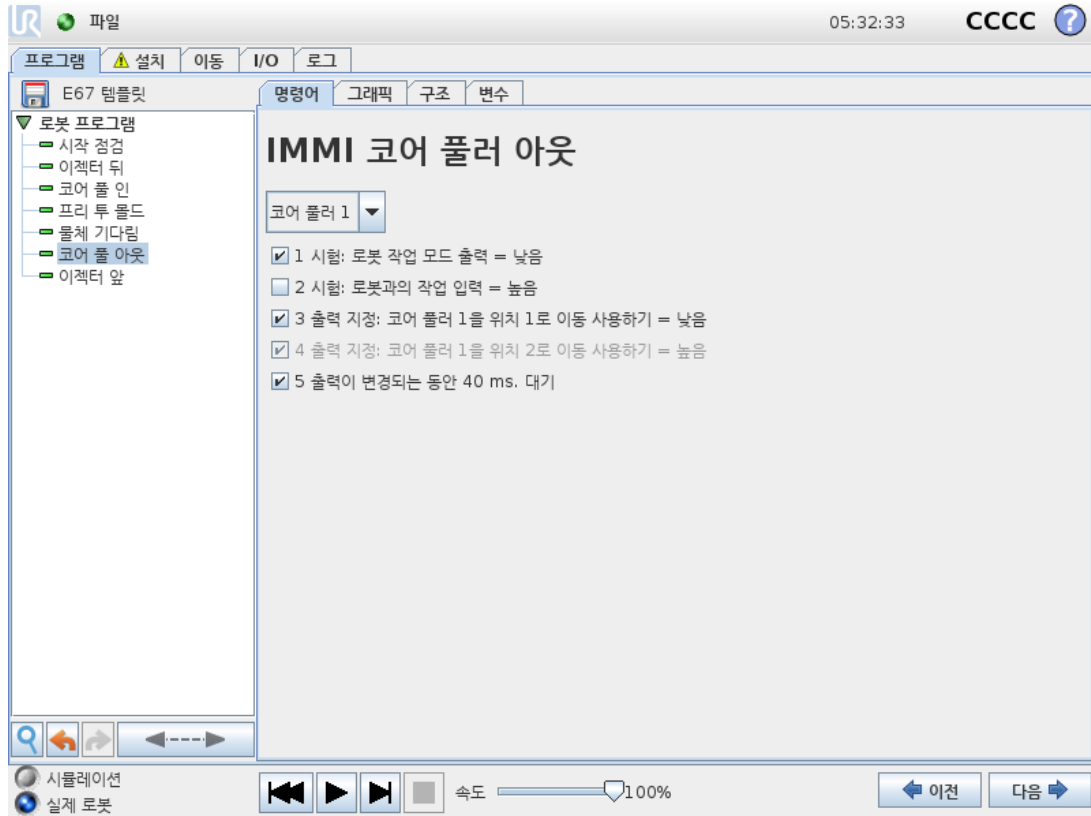 UR 파일 05:32:33 CCCC ?
프로그램 설치 이동 I/O 로그
E67 템플릿
명령어 그래픽 구조 변수
로봇 프로그램
시작 점검
이젝터 뒤
코어 풀 인
프리 투 몰드
물체 기다림
코어 풀 아웃
이젝터 앞
IMMI 코어 풀러 아웃
코어 풀러 1
1 시험: 로봇 작업 모드 출력 = 낮음
2 시험: 로봇과의 작업 입력 = 높음
3 출력 지정: 코어 풀러 1을 위치 1로 이동 사용하기 = 낮음
4 출력 지정: 코어 풀러 1을 위치 2로 이동 사용하기 = 높음
5 출력이 변경되는 동안 40 ms. 대기
시뮬레이션
실제 로봇
속도 100%
이전 다음